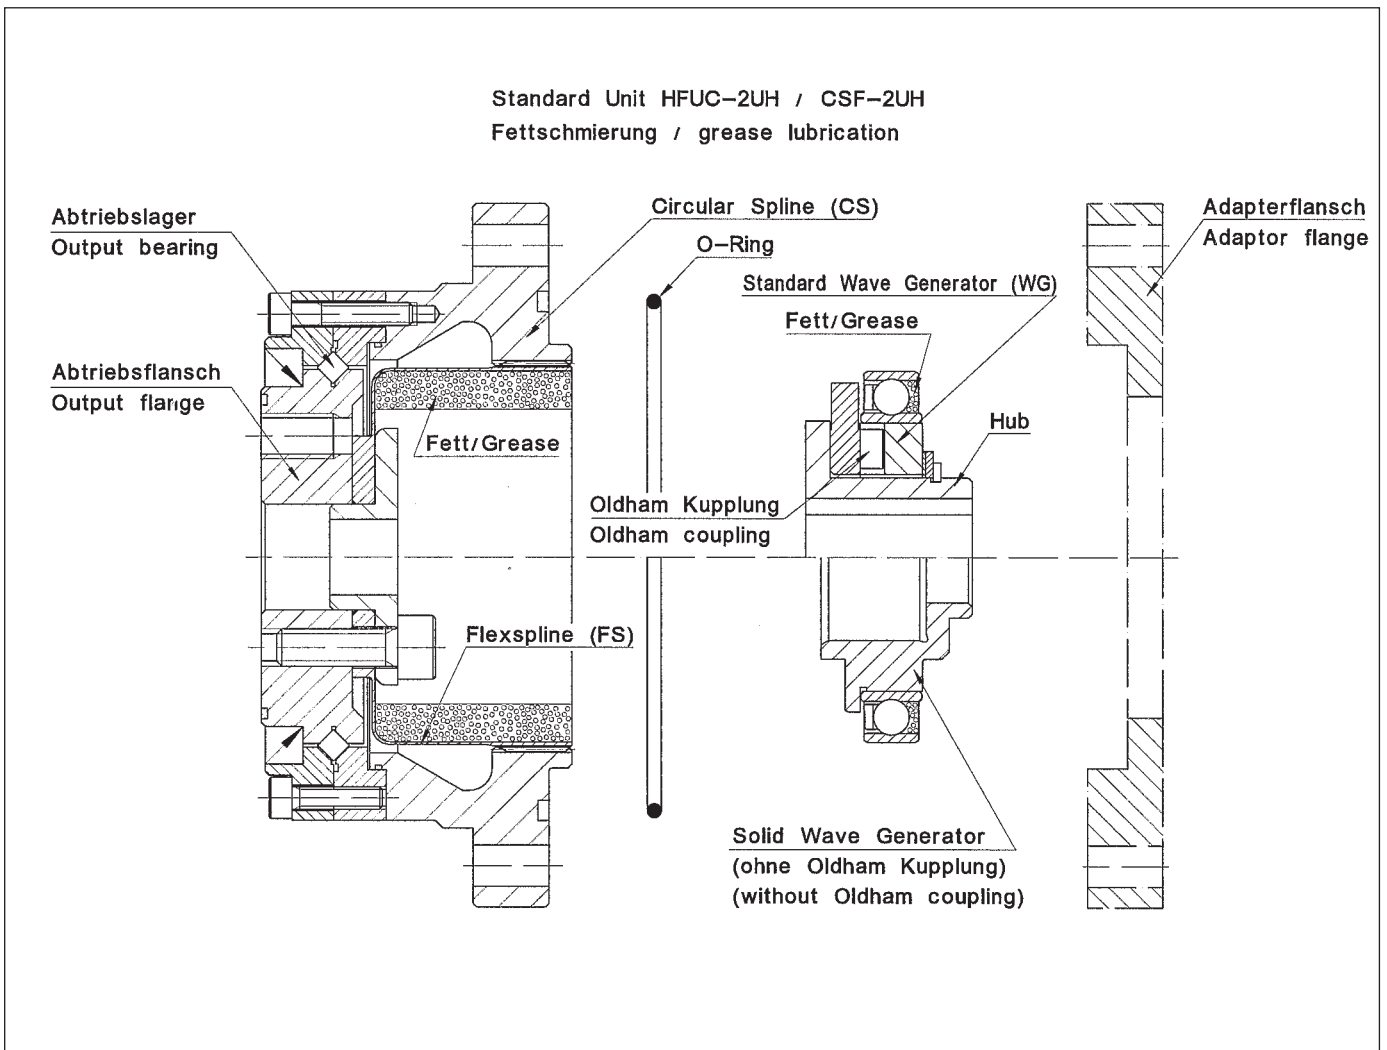 Standard Unit HFUC-2UH / CSF-2UH
Fettschmierung / grease lubrication
Abtriebslager
Output bearing
Circular Spline (CS)
O-Ring
Adapterflansch
Adaptor flange
Standard Wave Generator (WG)
Fett/Grease
Abtriebsflansch
Output flange
Fett/Grease
Hub
Oldham Kupplung
Oldham coupling
Flexspline (FS)
Solid Wave Generator
(ohne Oldham Kupplung)
(without Oldham coupling)